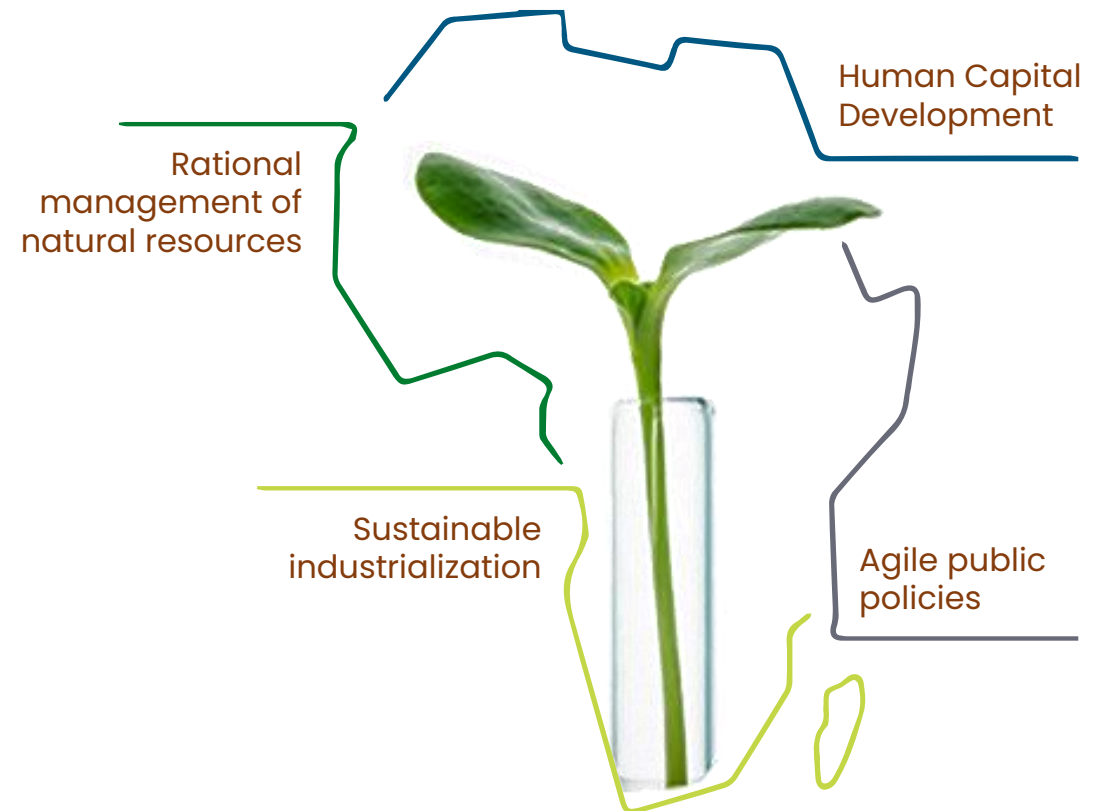 Human Capital
Development
Rational
management of
natural resources
Sustainable
industrialization
Agile public
policies